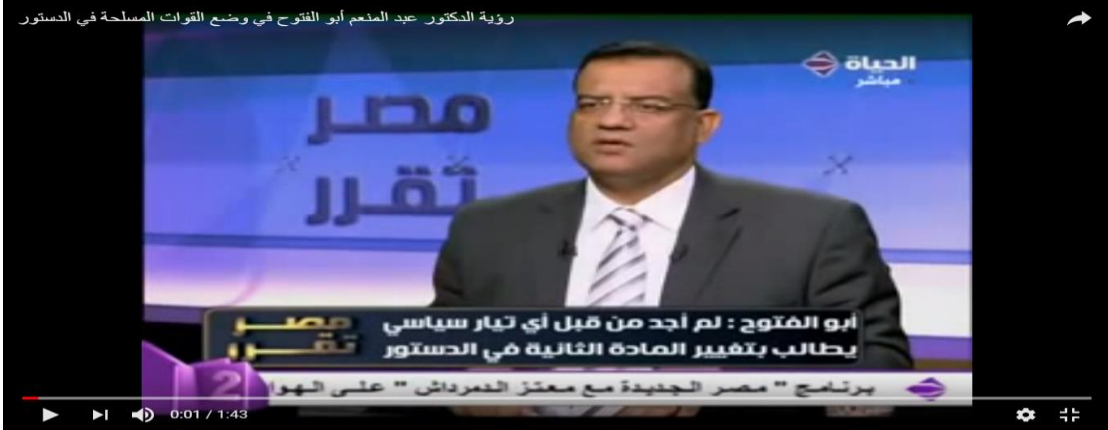 رؤية الدكتور عبد المنعم أبو الفتوح في وضع القوات المسلحة في الدستور
الحياة
مباشر
مصر
تقرر
أبو الفتوح : لم أجد من قبل أي تيار سياسي
يطالب بتغيير المادة الثانية في الدستور
مصر
تقرر
برنامج " مصر الجديدة مع معتز الدمرداش " على الهوا
2
0:01 / 1:43